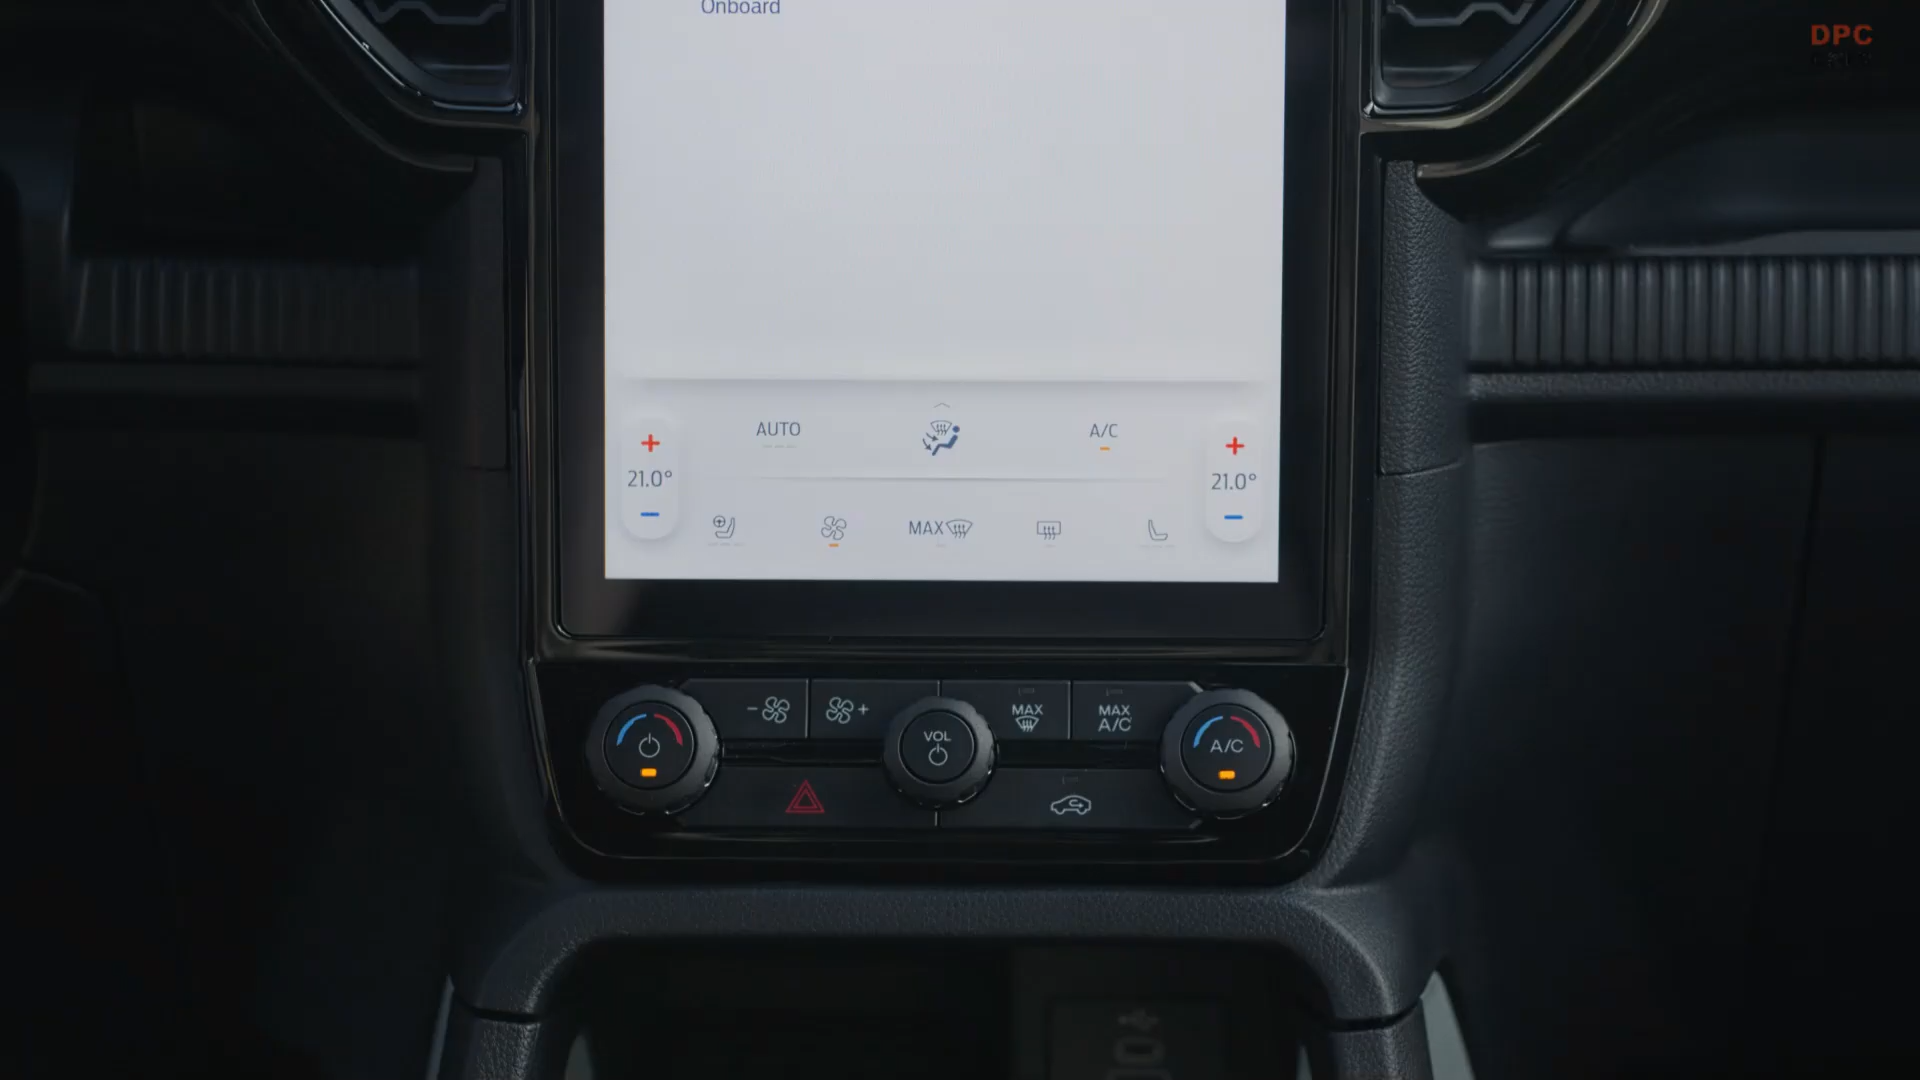 Onboard
DPC
AUTO
A/C
21.0°
21.0°
MAX
MAX
MAX
A/C
VOL
A/C